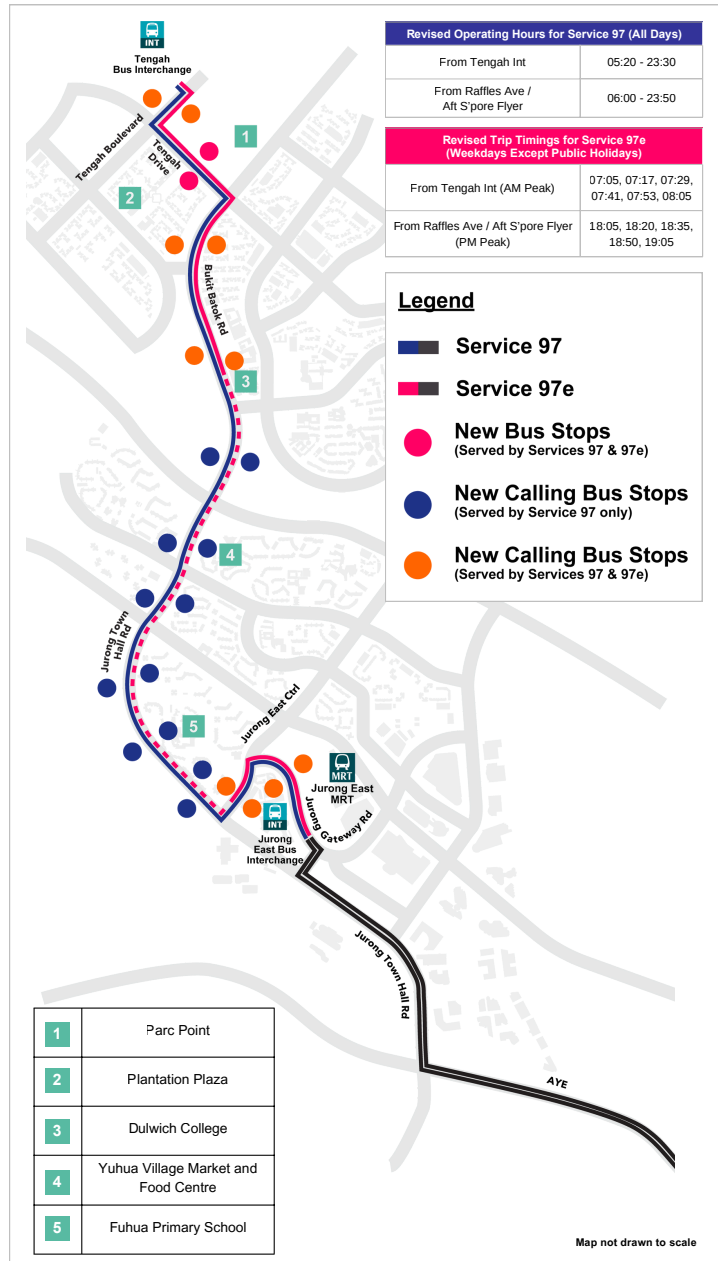 INT
Tengah
Bus Interchange
Revised Operating Hours for Service 97 (All Days)
From Tengah Int
05:20 - 23:30
From Raffles Ave /
Aft S'pore Flyer
06:00 - 23:50
Revised Trip Timings for Service 97e
(Weekdays Except Public Holidays)
From Tengah Int (AM Peak)
07:05, 07:17, 07:29,
07:41, 07:53, 08:05
From Raffles Ave / Aft S'pore Flyer
(PM Peak)
18:05, 18:20, 18:35,
18:50, 19:05
Legend
Service 97
Service 97e
New Bus Stops
(Served by Services 97 & 97e)
New Calling Bus Stops
(Served by Service 97 only)
New Calling Bus Stops
(Served by Services 97 & 97e)
Tengah Boulevard
Tengah
Drive
1
2
Bukit Batok Rd
3
4
Jurong Town
Hall Rd
5
Jurong East Ctrl
MRT
Jurong East
MRT
INT
Jurong
East Bus
Interchange
Jurong Gateway Rd
Jurong Town Hall Rd
AYE
1 Parc Point
2 Plantation Plaza
3 Dulwich College
4 Yuhua Village Market and
Food Centre
5 Fuhua Primary School
Map not drawn to scale